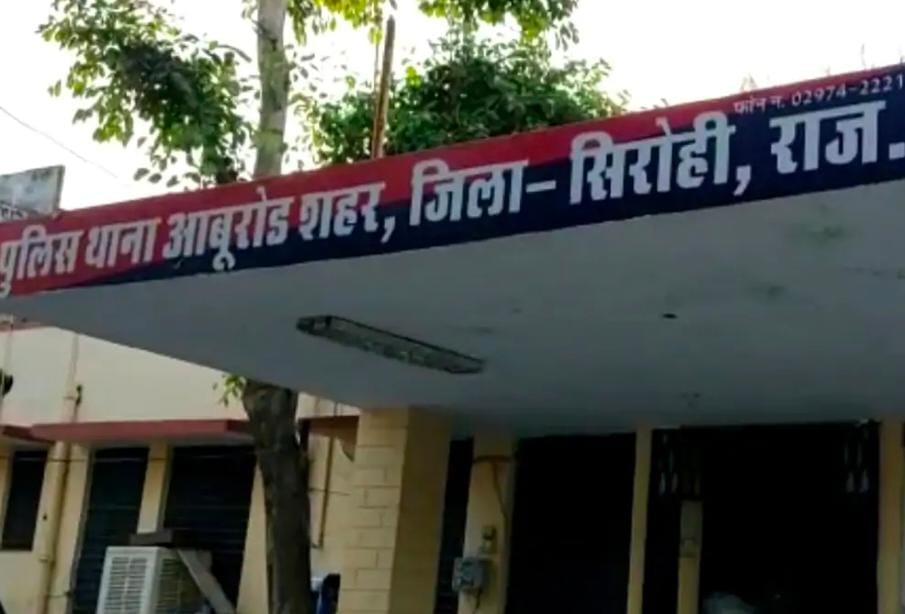 फोन न. 02974-2221
पुलिस थाना आबूरोड शहर, जिला- सिरोही, राज.